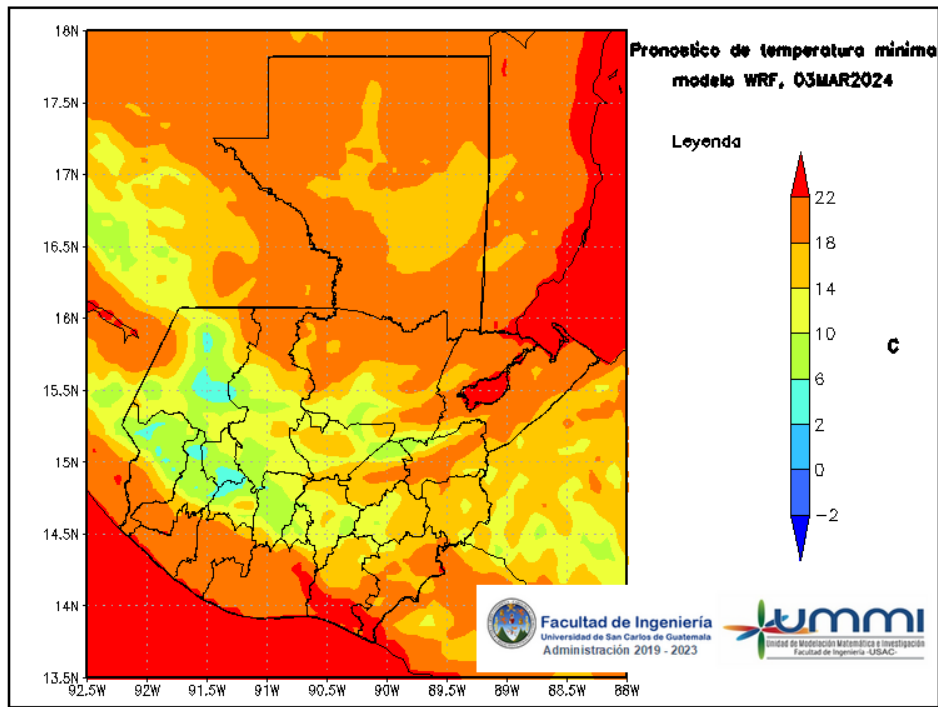 Pronostico de temperatura minima
modelo WRF, 03MAR2024
Leyenda
22
18
14
10
6
2
0
−2
C
18N
17.5N
17N
16.5N
16N
15.5N
15N
14.5N
14N
13.5N
92.5W
92W
91.5W
91W
90.5W
90W
89.5W
89W
88.5W
88W
Facultad de Ingeniería
Universidad de San Carlos de Guatemala
Administración 2019 - 2023
ummi
Unidad de Modelación Matemática e Investigación
Facultad de Ingeniería -USAC-